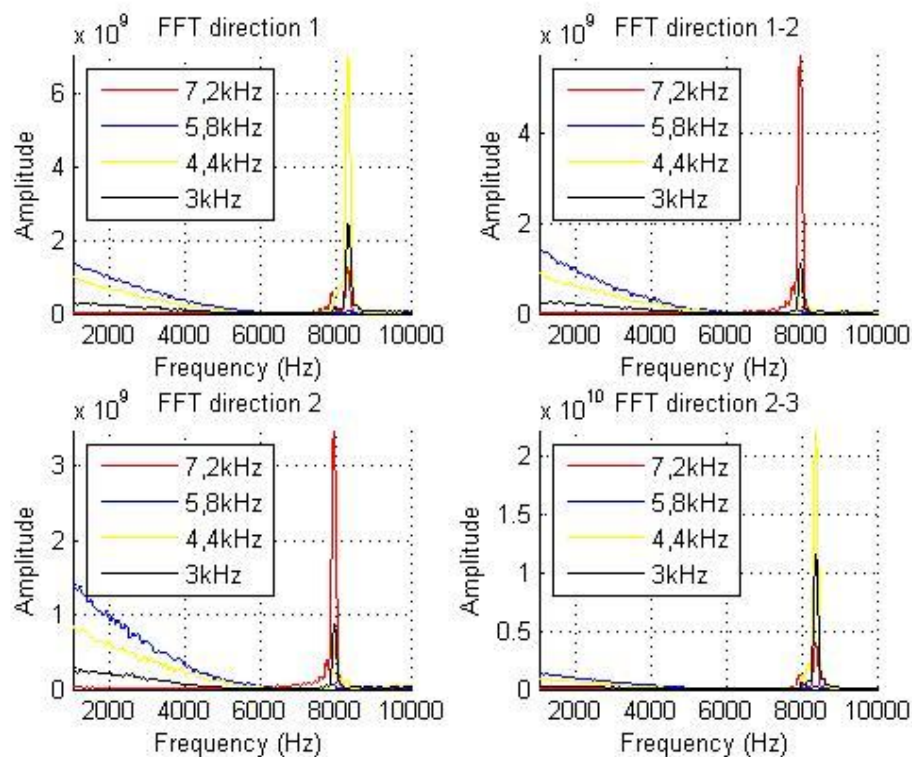 x 10^9 FFT direction 1
Amplitude
6
4
2
0
7,2kHz
5,8kHz
4,4kHz
3kHz
2000 4000 6000 8000 10000
Frequency (Hz)
x 10^9 FFT direction 1-2
Amplitude
4
2
0
7,2kHz
5,8kHz
4,4kHz
3kHz
2000 4000 6000 8000 10000
Frequency (Hz)
x 10^9 FFT direction 2
Amplitude
3
2
1
0
7,2kHz
5,8kHz
4,4kHz
3kHz
2000 4000 6000 8000 10000
Frequency (Hz)
x 10^10 FFT direction 2-3
Amplitude
2
1.5
1
0.5
0
7,2kHz
5,8kHz
4,4kHz
3kHz
2000 4000 6000 8000 10000
Frequency (Hz)